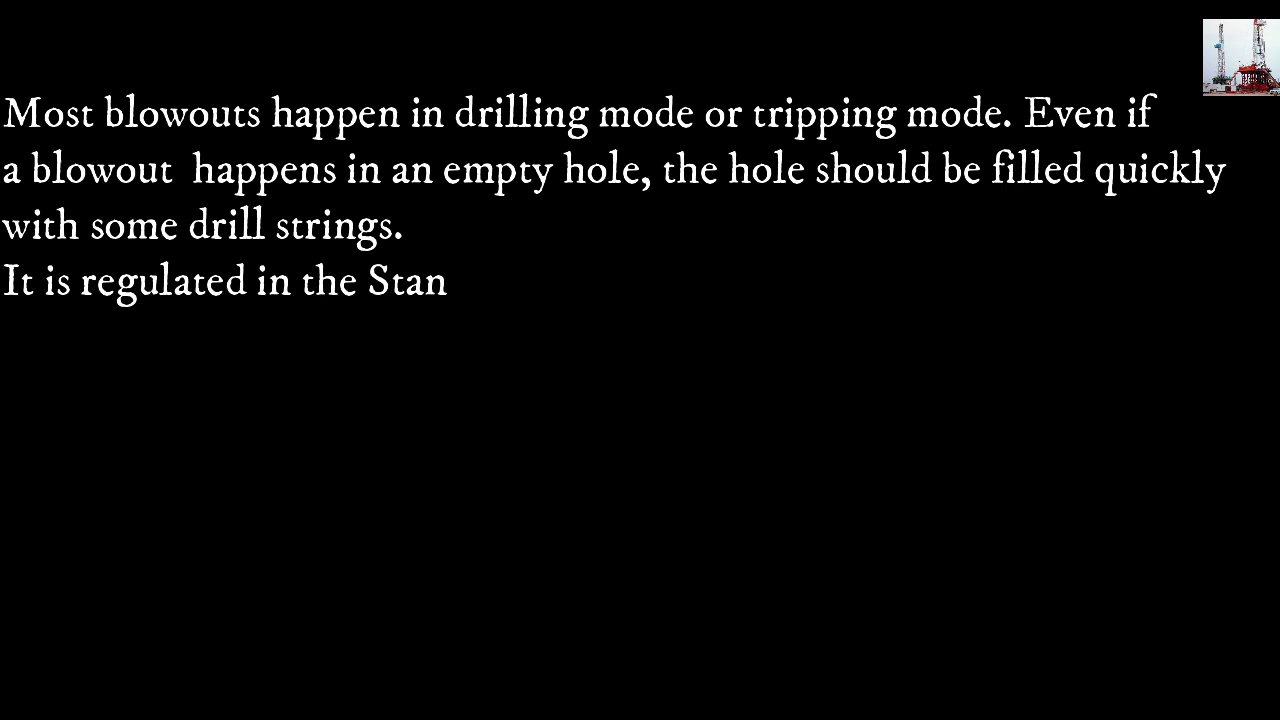 Most blowouts happen in drilling mode or tripping mode. Even if
a blowout  happens in an empty hole, the hole should be filled quickly
with some drill strings.
It is regulated in the Stan